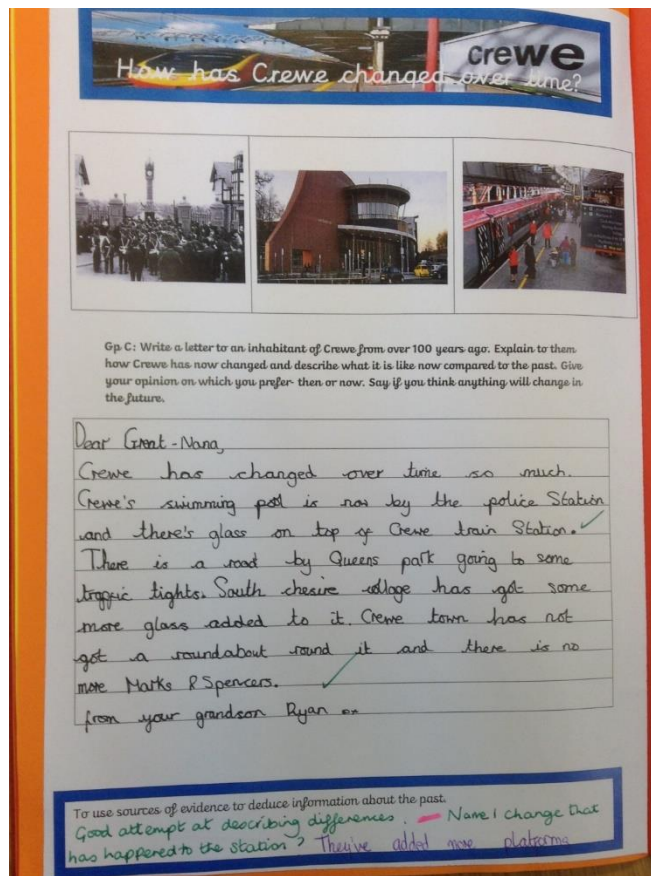 crewe
How has Crewe changed over time?
Gp C: Write a letter to an inhabitant of Crewe from over 100 years ago. Explain to them
how Crewe has now changed and describe what it is like now compared to the past. Give
your opinion on which you prefer- then or now. Say if you think anything will change in
the future.
Dear Great-Nana,
Crewe has changed over time so much.
Crewe's swimming pool is now by the police Station
and there's glass on top of Crewe train Station.
There is a road by Queens park going to some
traffic lights. South chesire collage has got some
more glass added to it. Crewe town has not
got a roundabout round it and there is no
more Marks & Spencers.
from your grandson Ryan
To use sources of evidence to deduce information about the past.
Good attempt at describing differences. Name 1 change that
has happened to the station? They've added more platforms